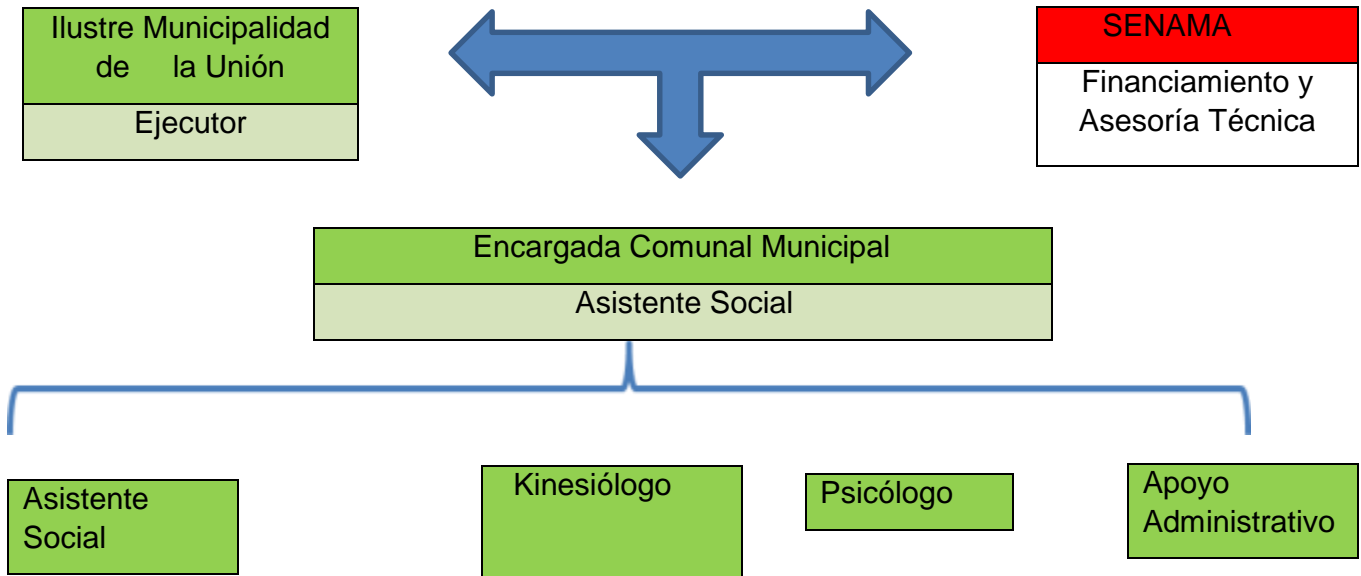 Ilustre Municipalidad
de la Unión
Ejecutor
SENAMA
Financiamiento y
Asesoría Técnica
Encargada Comunal Municipal
Asistente Social
Asistente
Social
Kinesiólogo
Psicólogo
Apoyo
Administrativo